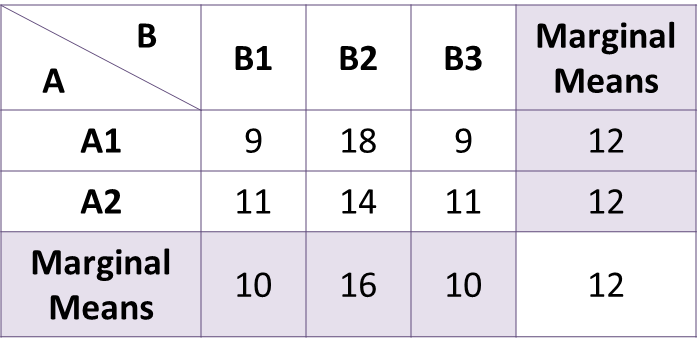 B
A
B1 B2 B3 Marginal
Means
A1 9 18 9 12
A2 11 14 11 12
Marginal
Means 10 16 10 12